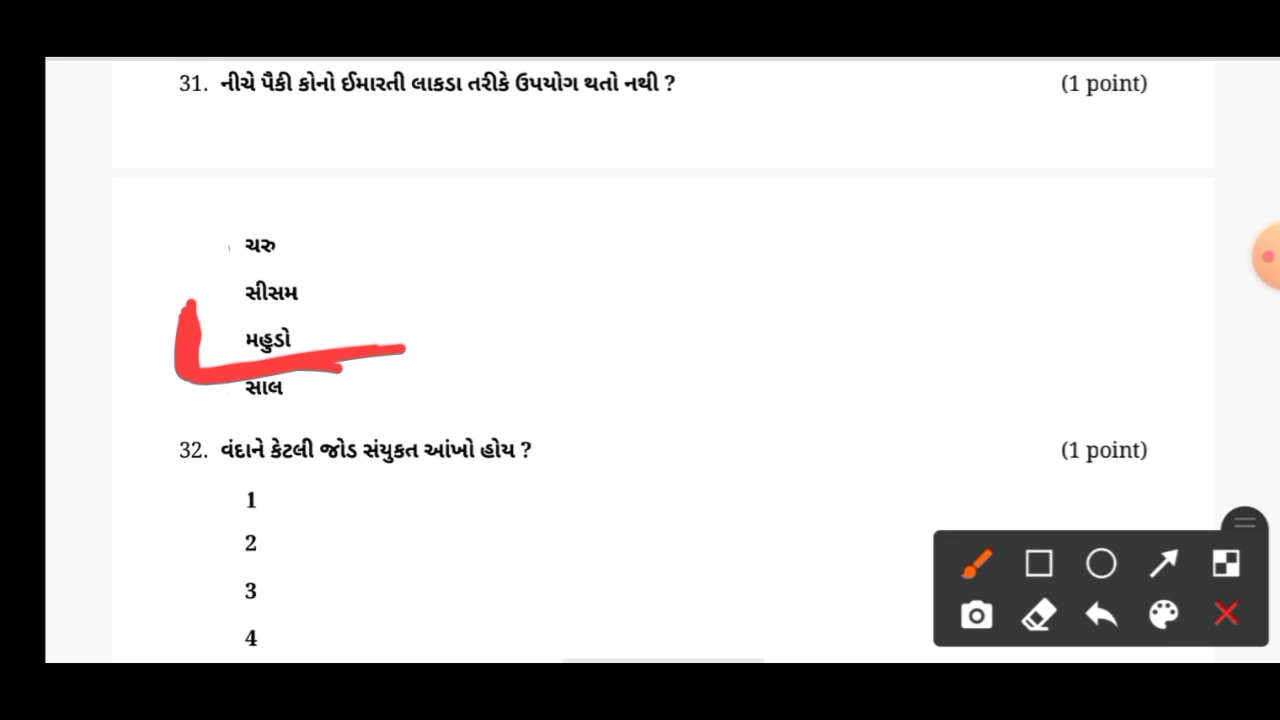 31. નીચે પૈકી કોનો ઈમારતી લાકડા તરીકે ઉપયોગ થતો નથી ? (1 point)
ચરુ
સીસમ
મહુડો
સાલ
32. વંદાને કેટલી જોડ સંયુકત આંખો હોય ? (1 point)
1
2
3
4